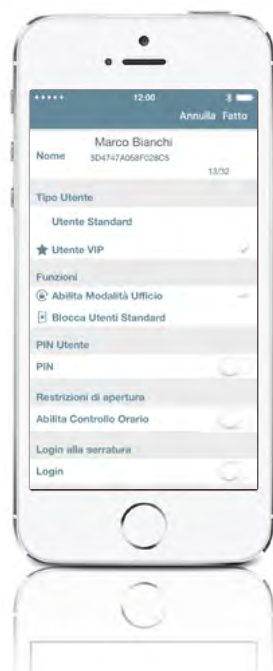 12:00
Annulla Fatto
Marco Bianchi
Nome 5D4747A058F028C5
13/32
Tipo Utente
Utente Standard
Utente VIP
Funzioni
Abilita Modalità Ufficio
Blocca Utenti Standard
PIN Utente
PIN
Restrizioni di apertura
Abilita Controllo Orario
Login alla serratura
Login